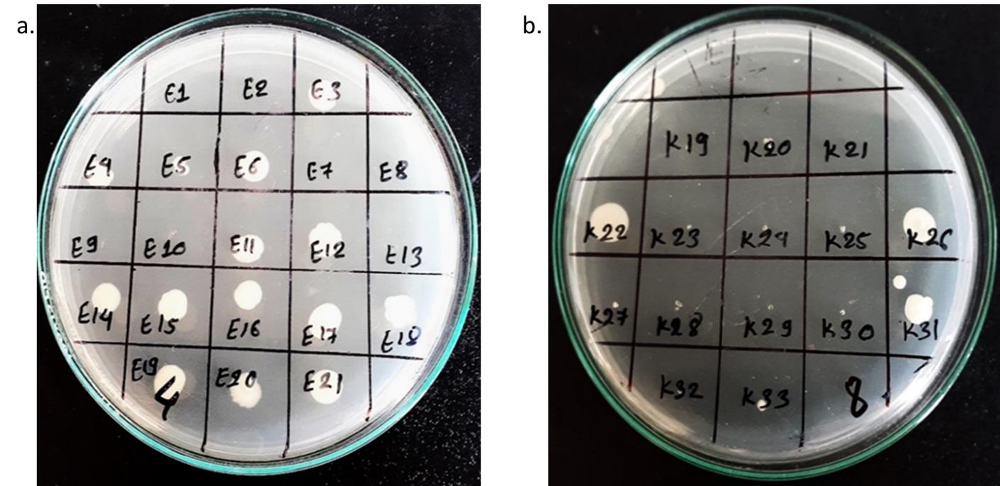 a.
E1 E2 E3
E4 E5 E6 E7 E8
E9 E10 E11 E12 E13
E14 E15 E16 E17 E18
E19 E20 E21
4
b.
K19 K20 K21
K22 K23 K24 K25 K26
K27 K28 K29 K30 K31
K32 K33 8